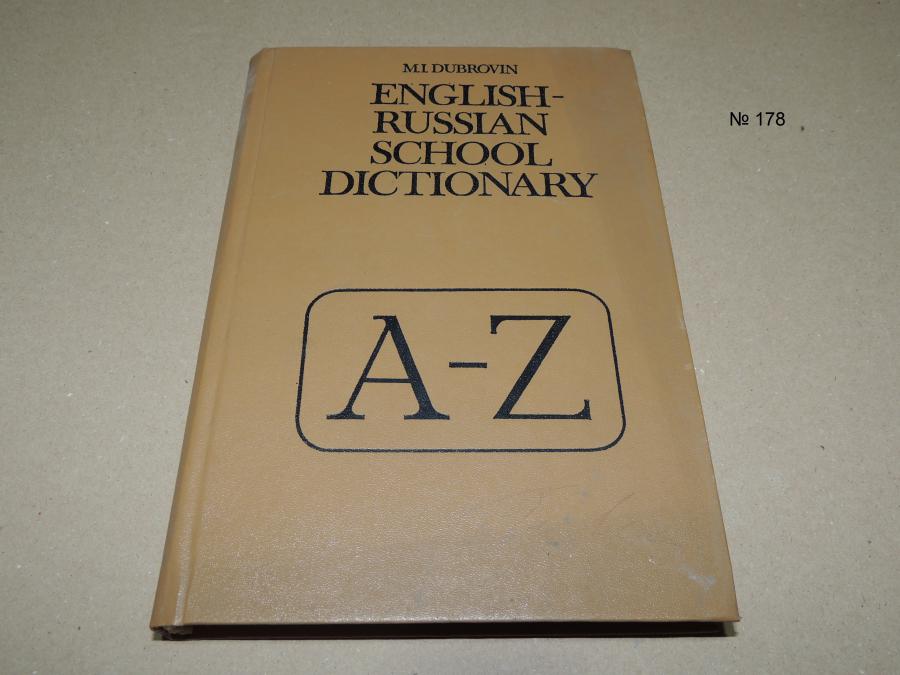 M.I. DUBROVIN
ENGLISH-
RUSSIAN
SCHOOL
DICTIONARY
№ 178
A-Z